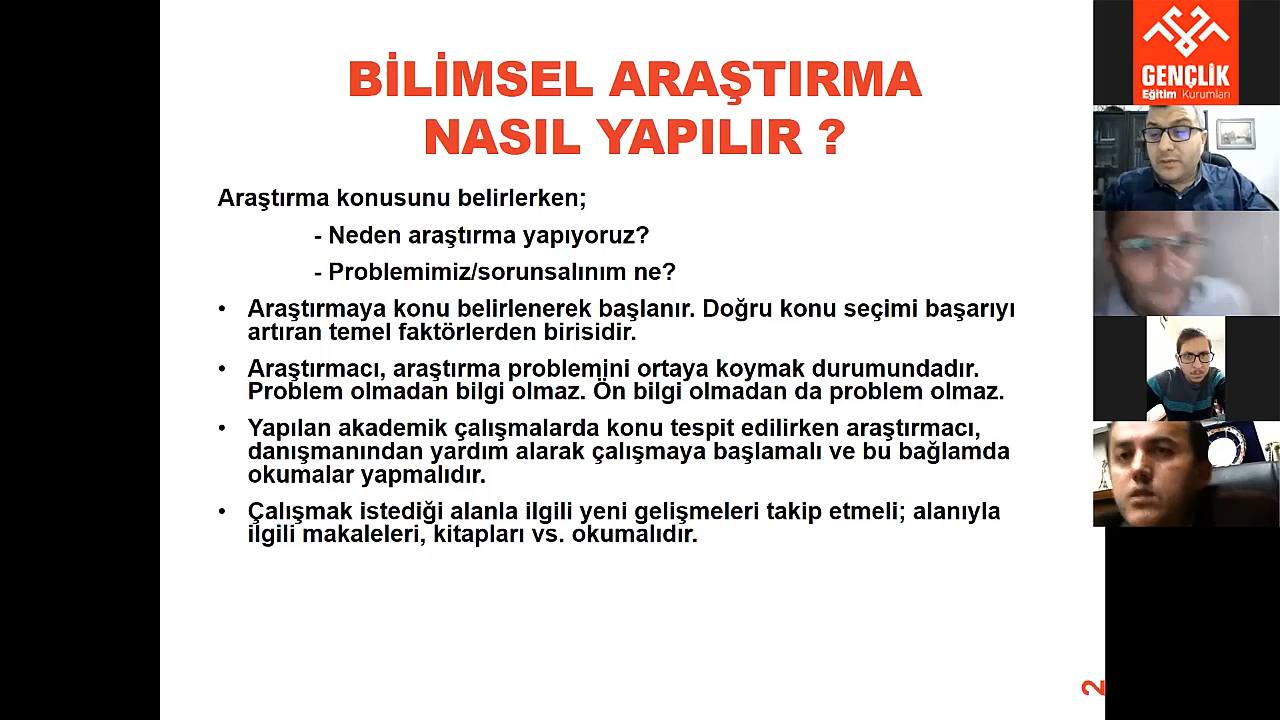 BİLİMSEL ARAŞTIRMA
NASIL YAPILIR ?
Araştırma konusunu belirlerken;
- Neden araştırma yapıyoruz?
- Problemimiz/sorunsalınım ne?
• Araştırmaya konu belirlenerek başlanır. Doğru konu seçimi başarıyı
artıran temel faktörlerden birisidir.
• Araştırmacı, araştırma problemini ortaya koymak durumundadır.
Problem olmadan bilgi olmaz. Ön bilgi olmadan da problem olmaz.
• Yapılan akademik çalışmalarda konu tespit edilirken araştırmacı,
danışmanından yardım alarak çalışmaya başlamalı ve bu bağlamda
okumalar yapmalıdır.
• Çalışmak istediği alanla ilgili yeni gelişmeleri takip etmeli; alanıyla
ilgili makaleleri, kitapları vs. okumalıdır.
2
GENÇLİK
Eğitim Kurumları